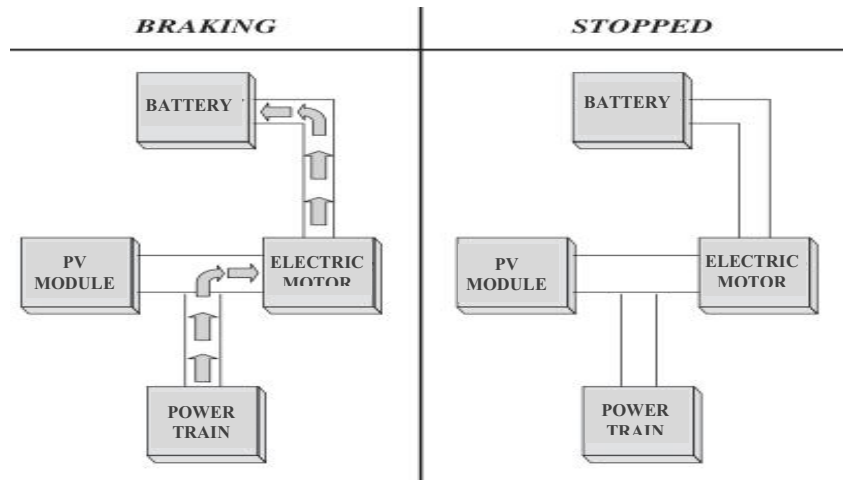 BRAKING
STOPPED
BATTERY
BATTERY
PV
MODULE
ELECTRIC
MOTOR
PV
MODULE
ELECTRIC
MOTOR
POWER
TRAIN
POWER
TRAIN